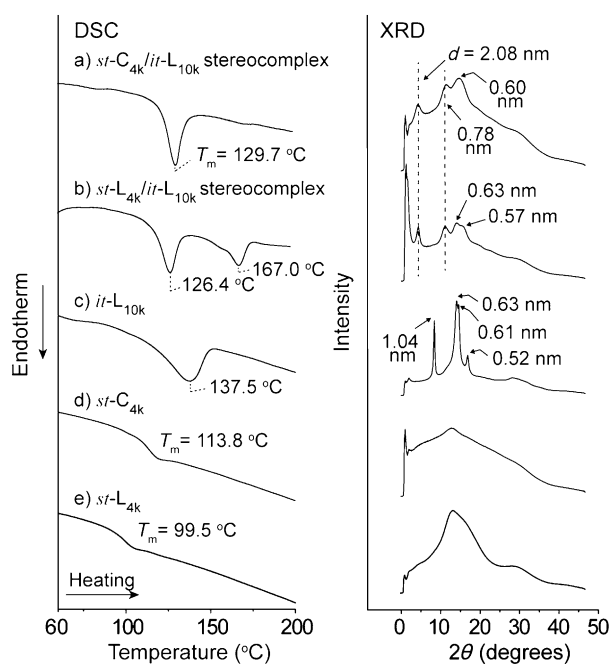 DSC
a) st-C4k/it-L10k
stereocomplex
Tm = 129.7 °C
b) st-L4k/it-L10k stereocomplex
126.4 °C
167.0 °C
c) it-L10k
137.5 °C
d) st-C4k
Tm = 113.8 °C
e) st-L4k
Tm = 99.5 °C
Heating
Endotherm
60 100 150 200
Temperature (°C)
XRD
d = 2.08 nm
0.60
nm
0.78
nm
0.63 nm
0.57 nm
0.63 nm
0.61 nm
0.52 nm
1.04
nm
Intensity
0 10 20 30 40 50
2θ (degrees)